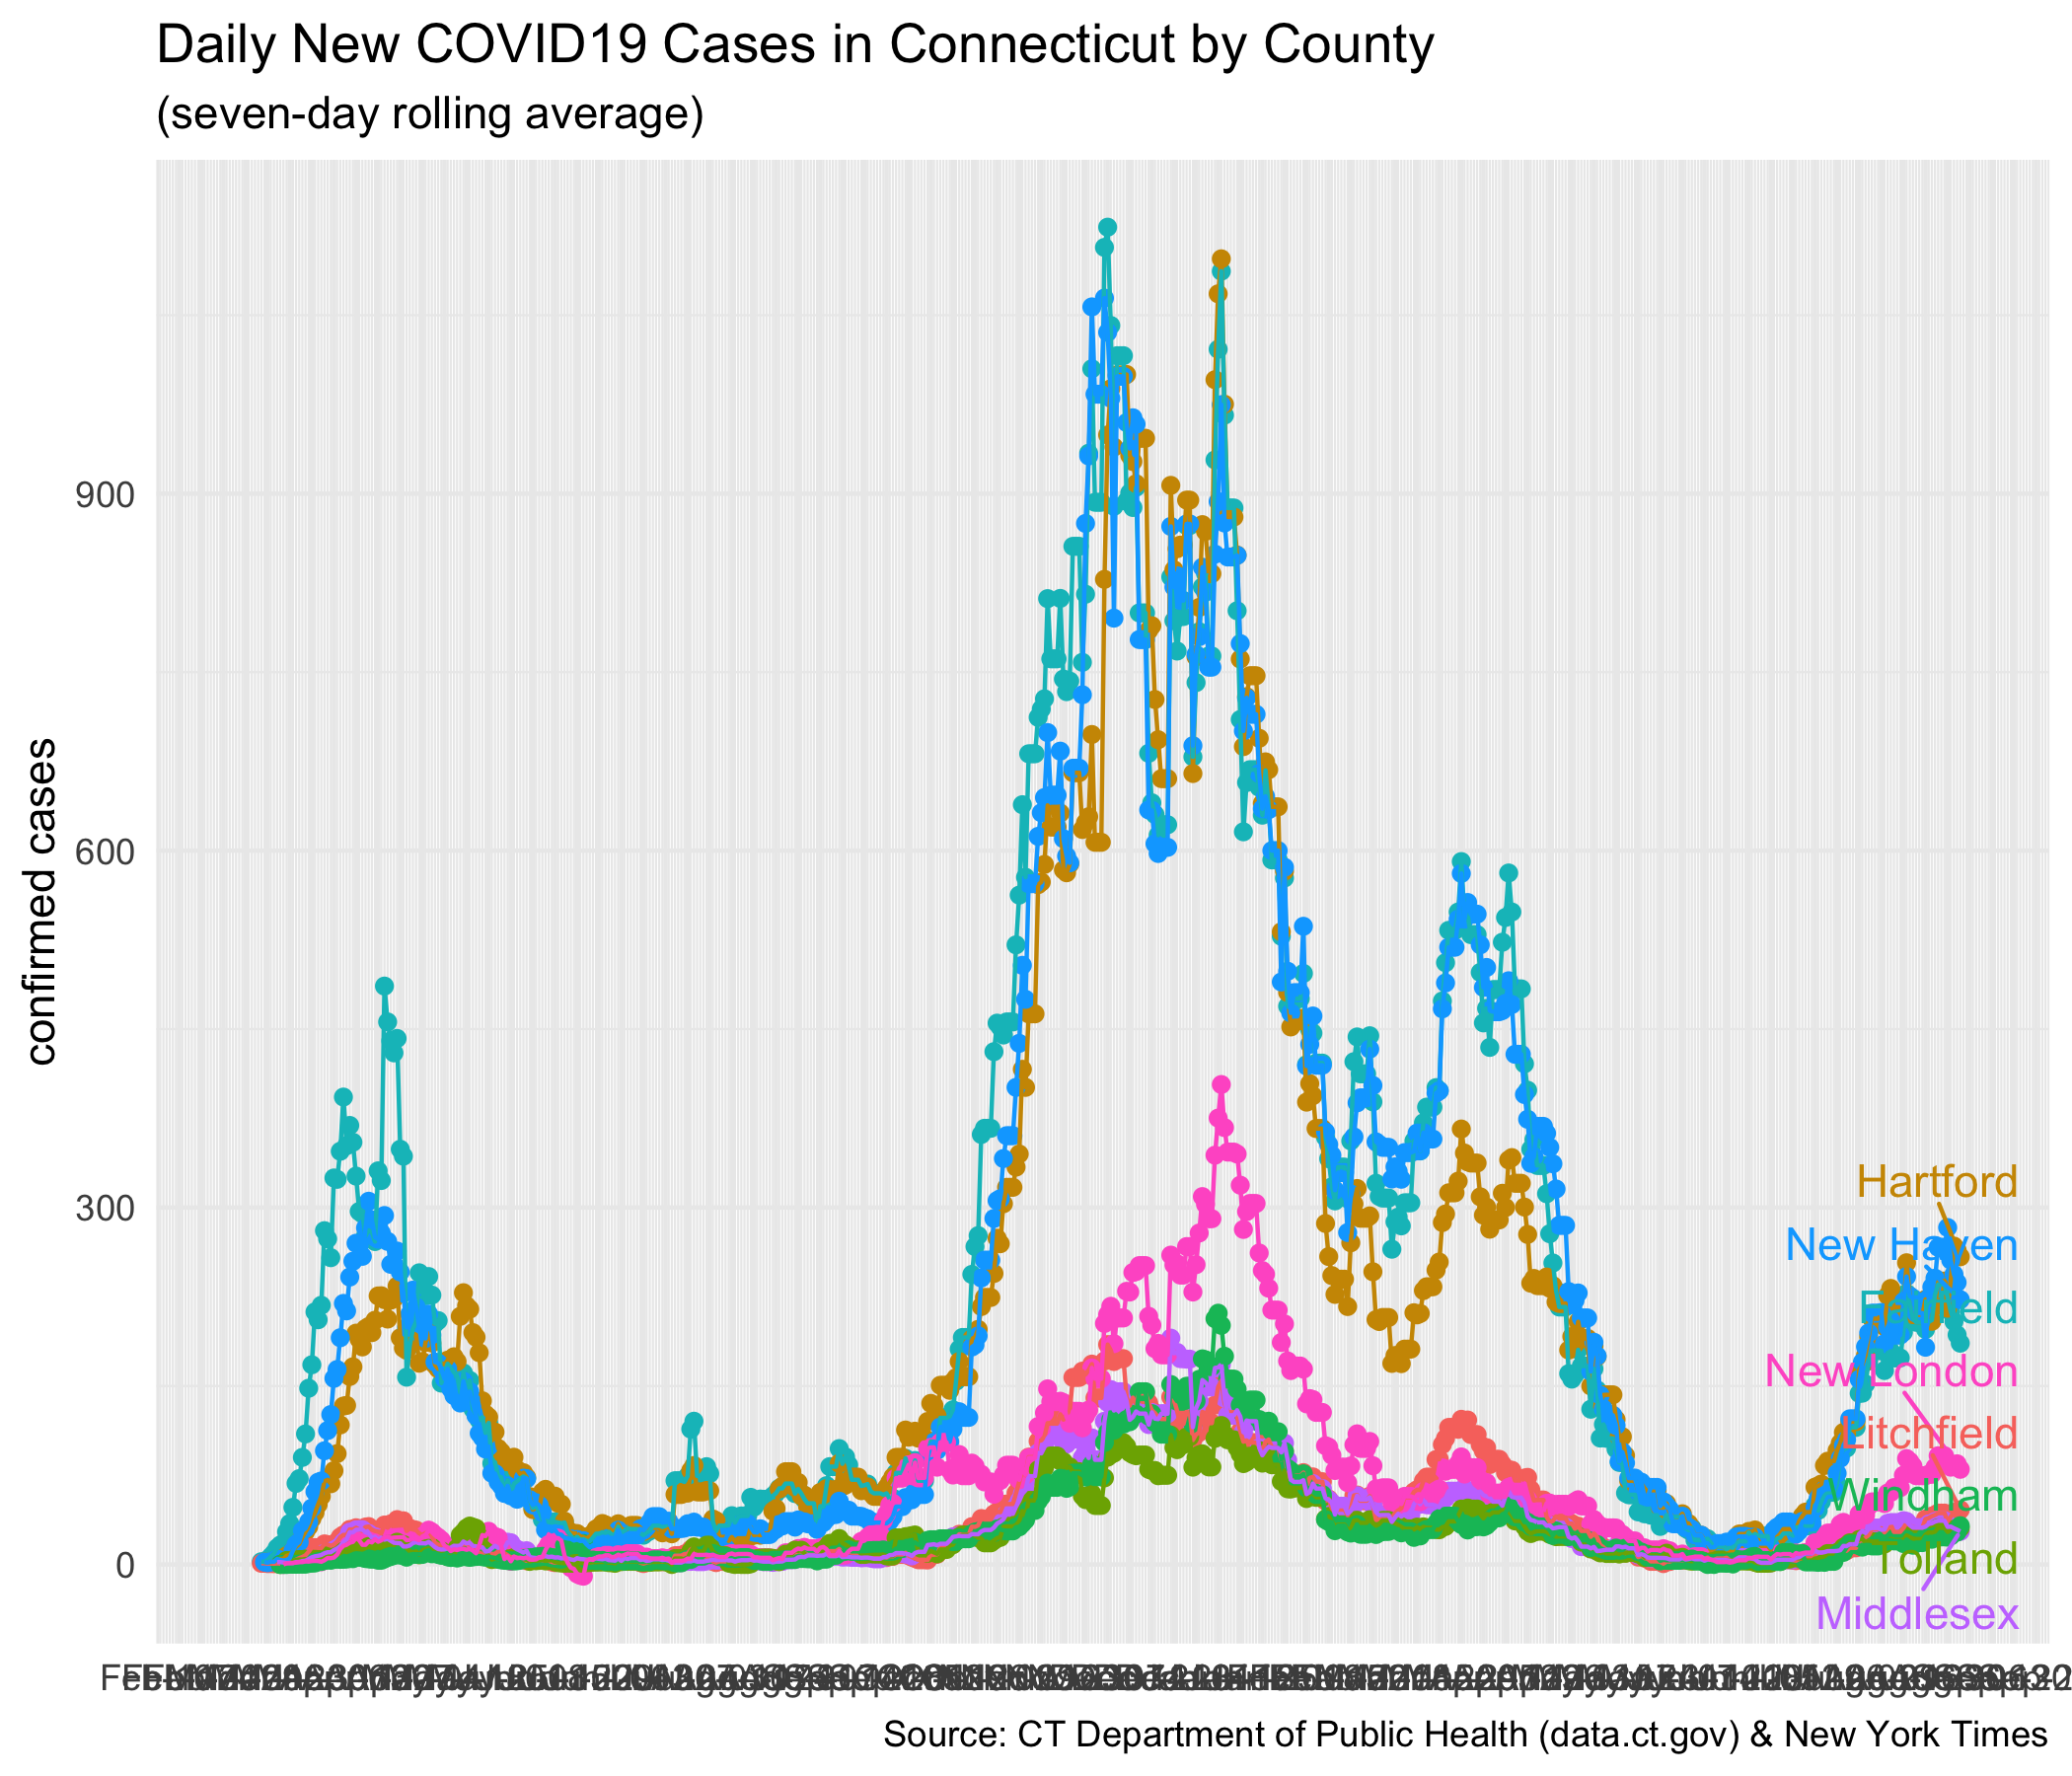 Daily New COVID19 Cases in Connecticut by County
(seven-day rolling average)
confirmed cases
900
600
300
0
Hartford
New Haven
Fairfield
New London
Litchfield
Windham
Tolland
Middlesex
Source: CT Department of Public Health (data.ct.gov) & New York Times